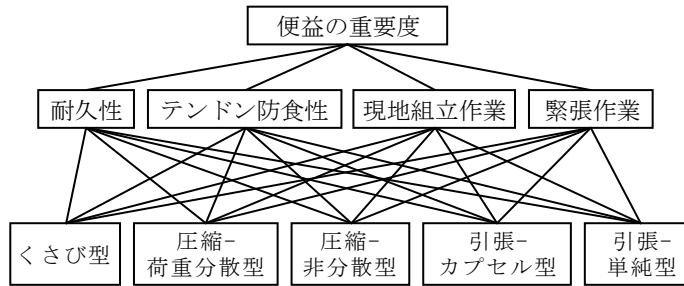 便益の重要度
耐久性
テンドン防食性
現地組立作業
緊張作業
くさび型
圧縮−
荷重分散型
圧縮−
非分散型
引張−
カプセル型
引張−
単純型